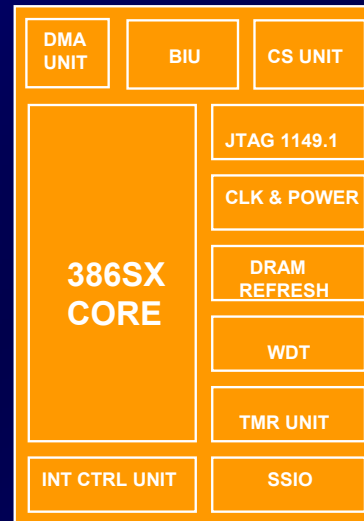 DMA
UNIT
BIU
CS UNIT
JTAG 1149.1
CLK & POWER
386SX
CORE
DRAM
REFRESH
WDT
TMR UNIT
INT CTRL UNIT
SSIO